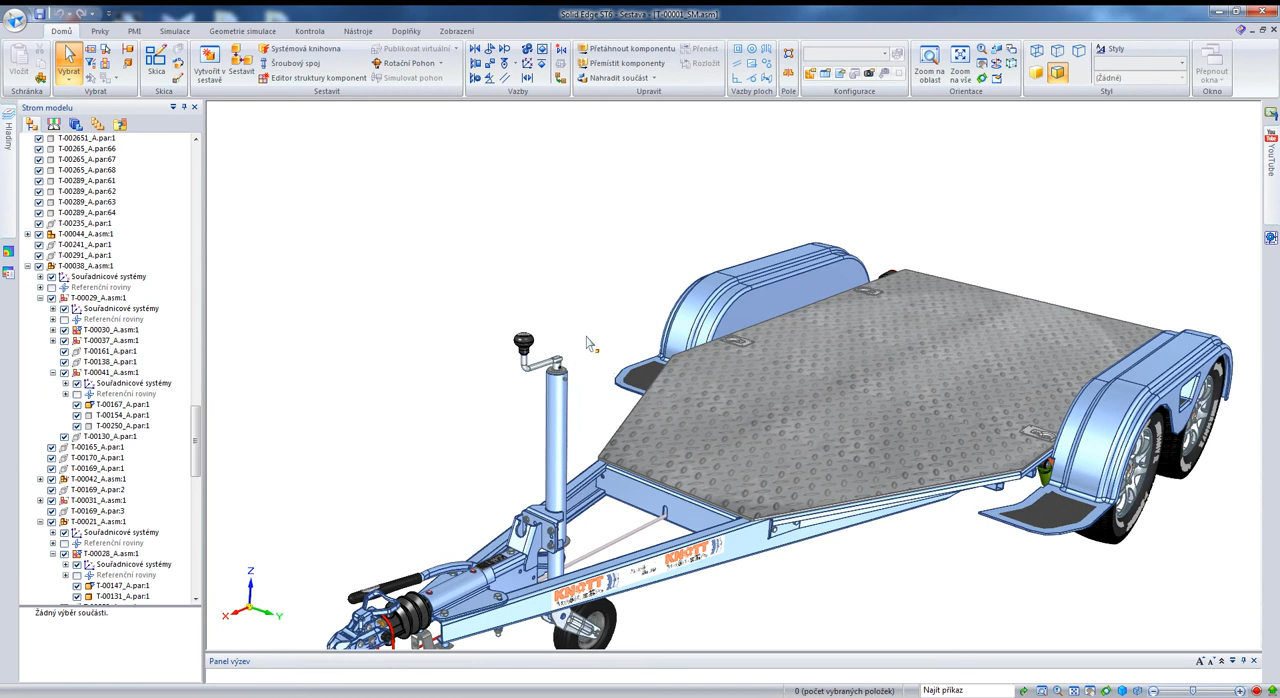 Solid Edge ST6 - Sestava - [T-00001_SM.asm]
Domů Prvky PMI Simulace Geometrie simulace Kontrola Nástroje Doplňky Zobrazení
Vložit
Schránka
Vybrat
Vybrat
Skica
Skica
Vytvořit v sestavě
Sestavit
Systémová knihovna
Šroubový spoj
Editor struktury komponent
Publikovat virtuální
Rotační Pohon
Simulovat pohon
Sestavit
Vazby
Přetáhnout komponentu
Přemístit komponenty
Nahradit součást
Přenést
Rozložit
Upravit
Vazby ploch
Pole
Konfigurace
Zoom na oblast
Zoom na vše
Orientace
Styly
(Žádné)
Styl
Přepnout okna
Okno
Hladiny
YouTube
Strom modelu
T-002651_A.par:1
T-00265_A.par:66
T-00265_A.par:67
T-00265_A.par:68
T-00289_A.par:61
T-00289_A.par:62
T-00289_A.par:63
T-00289_A.par:64
T-00235_A.par:1
T-00044_A.asm:1
T-00241_A.par:1
T-00291_A.par:1
T-00038_A.asm:1
Souřadnicové systémy
Referenční roviny
T-00029_A.asm:1
Souřadnicové systémy
Referenční roviny
T-00030_A.asm:1
T-00037_A.asm:1
T-00161_A.par:1
T-00138_A.par:1
T-00041_A.asm:1
Souřadnicové systémy
Referenční roviny
T-00167_A.par:1
T-00154_A.par:1
T-00250_A.par:1
T-00130_A.par:1
T-00165_A.par:1
T-00170_A.par:1
T-00169_A.par:1
T-00042_A.asm:1
T-00169_A.par:2
T-00031_A.asm:1
T-00169_A.par:3
T-00021_A.asm:1
Souřadnicové systémy
Referenční roviny
T-00028_A.asm:1
Souřadnicové systémy
Referenční roviny
T-00147_A.par:1
T-00131_A.par:1
Žádný výběr součásti.
KNOTT
KNOTT
Z
X
Y
Panel výzev
0 (počet vybraných položek)
Najít příkaz